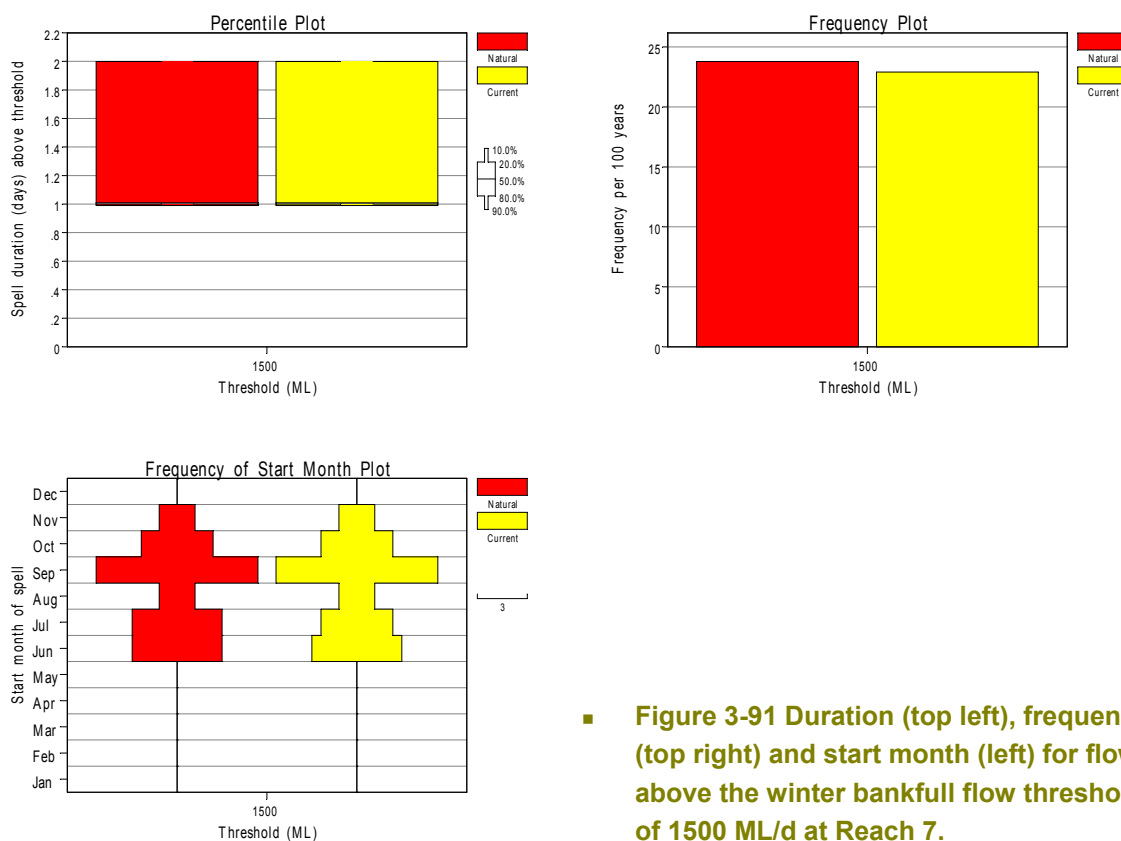 Percentile Plot
2.2
2
1.8
1.6
1.4
1.2
1
.8
.6
.4
.2
0
Spell duration (days) above threshold
1500
Threshold (ML)
Natural
Current
10.0%
20.0%
50.0%
80.0%
90.0%
Frequency Plot
25
20
15
10
5
0
Frequency per 100 years
1500
Threshold (ML)
Natural
Current
Frequency of Start Month Plot
Dec
Nov
Oct
Sep
Aug
Jul
Jun
May
Apr
Mar
Feb
Jan
Start month of spell
1500
Threshold (ML)
Natural
Current
3
Figure 3-91 Duration (top left), frequen
(top right) and start month (left) for flo
above the winter bankfull flow thresho
of 1500 ML/d at Reach 7.